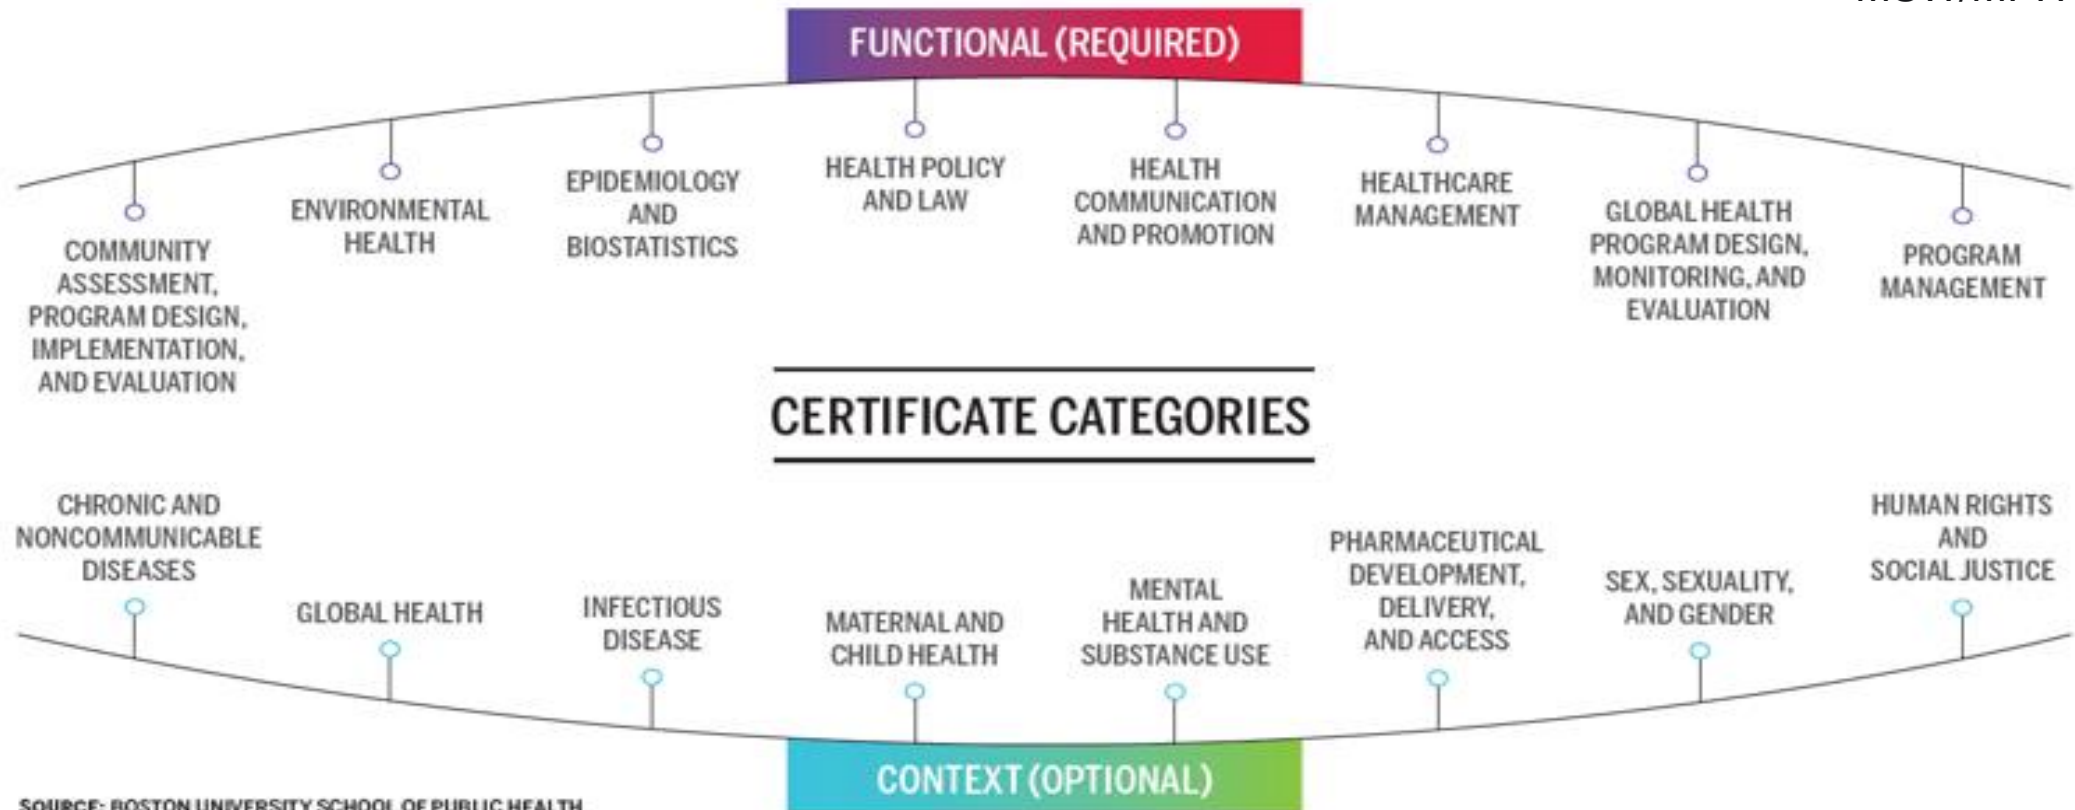 FUNCTIONAL (REQUIRED)
COMMUNITY
ASSESSMENT,
PROGRAM DESIGN,
IMPLEMENTATION,
AND EVALUATION
ENVIRONMENTAL
HEALTH
EPIDEMIOLOGY
AND
BIOSTATISTICS
HEALTH POLICY
AND LAW
HEALTH
COMMUNICATION
AND PROMOTION
HEALTHCARE
MANAGEMENT
GLOBAL HEALTH
PROGRAM DESIGN,
MONITORING, AND
EVALUATION
PROGRAM
MANAGEMENT
CERTIFICATE CATEGORIES
CHRONIC AND
NONCOMMUNICABLE
DISEASES
GLOBAL HEALTH
INFECTIOUS
DISEASE
MATERNAL AND
CHILD HEALTH
MENTAL
HEALTH AND
SUBSTANCE USE
PHARMACEUTICAL
DEVELOPMENT,
DELIVERY,
AND ACCESS
SEX, SEXUALITY,
AND GENDER
HUMAN RIGHTS
AND
SOCIAL JUSTICE
CONTEXT (OPTIONAL)
SOURCE: BOSTON UNIVERSITY SCHOOL OF PUBLIC HEALTH